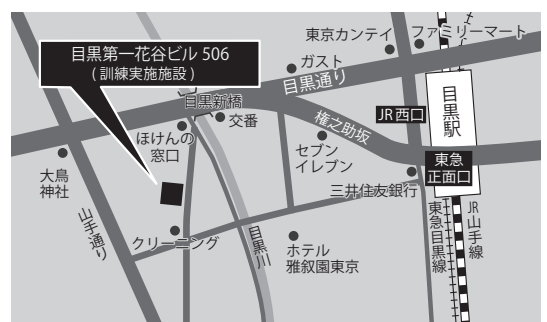 目黒第一花谷ビル 506
(訓練実施施設)
東京カンテイ
ファミリーマート
ガスト
目黒通り
目黒新橋
交番
JR西口
目黒駅
ほけんの
窓口
権之助坂
セブン
イレブン
東急
正面口
三井住友銀行
大鳥
神社
山手通り
クリーニング
目黒川
ホテル
雅叙園東京
東急目黒線
JR山手線